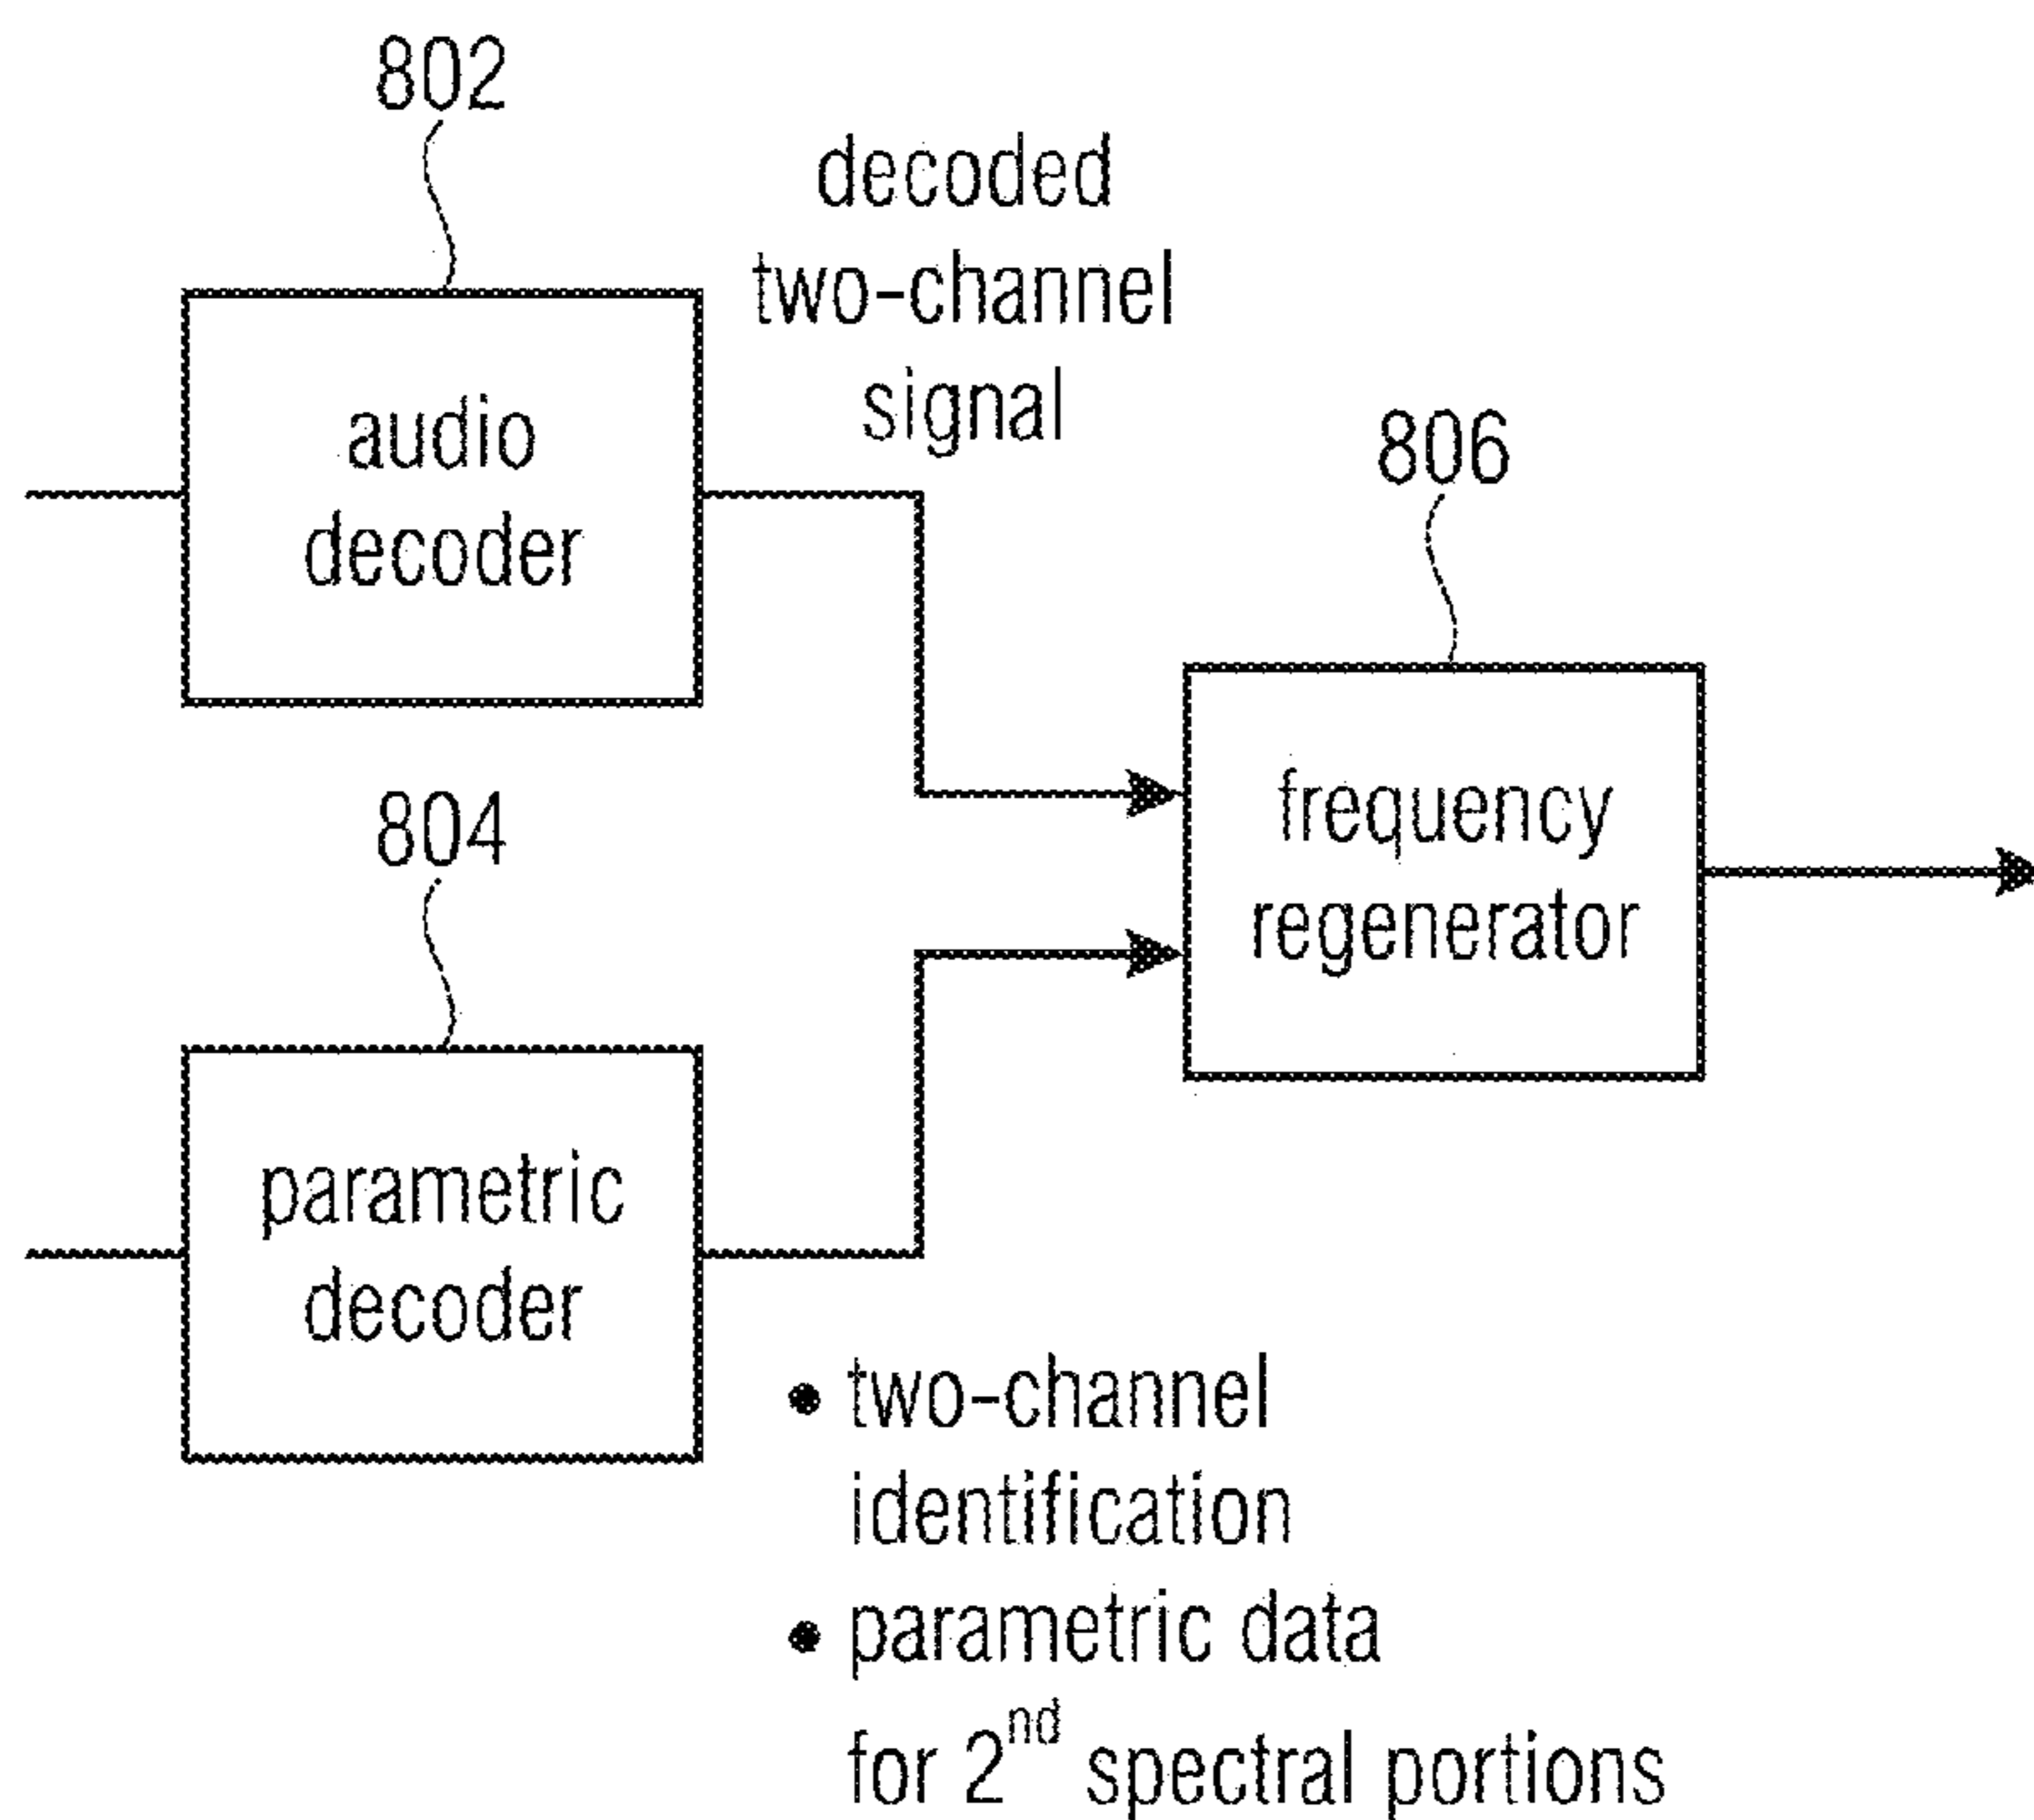 802
decoded
two-channel
signal
audio
decoder
806
804
frequency
regenerator
parametric
decoder
• two-channel
identification
• parametric data
for 2nd spectral portions